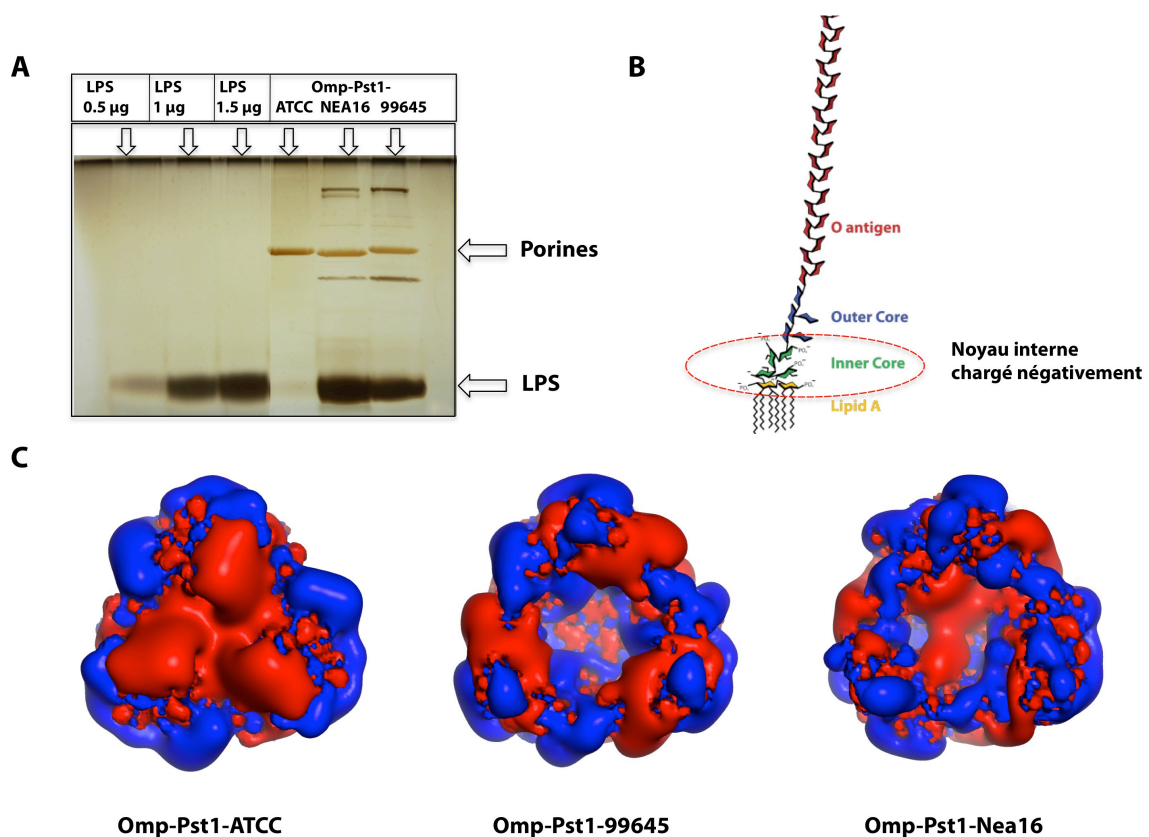 A
LPS
0.5 µg
LPS
1 µg
LPS
1.5 µg
Omp-Pst1-
ATCC NEA16 99645
Porines
LPS
B
O antigen
Outer Core
Inner Core
Lipid A
Noyau interne
chargé négativement
C
Omp-Pst1-ATCC
Omp-Pst1-99645
Omp-Pst1-Nea16